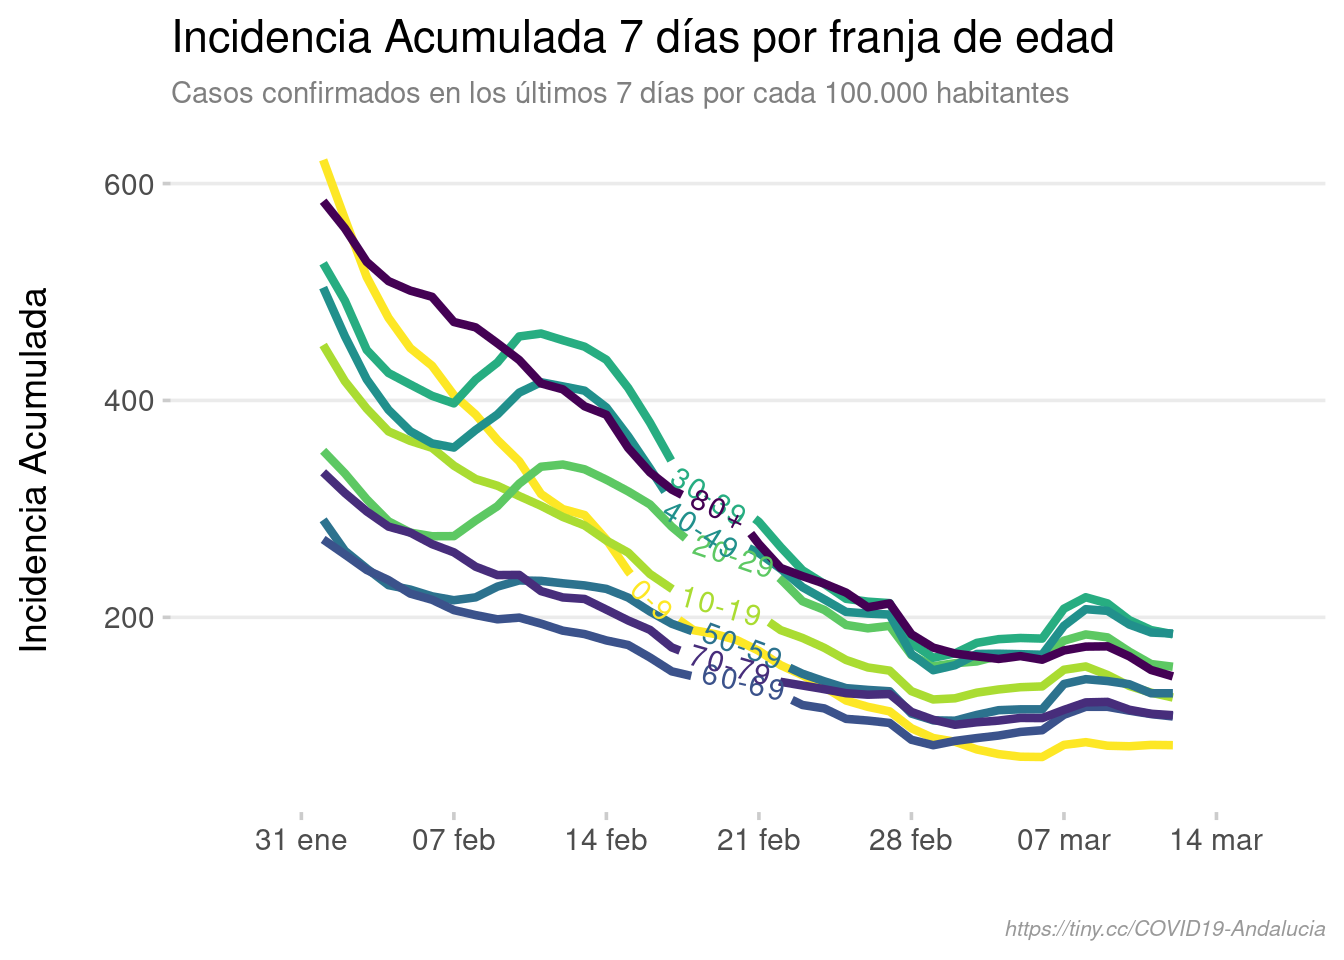 Incidencia Acumulada 7 días por franja de edad
Casos confirmados en los últimos 7 días por cada 100.000 habitantes
Incidencia Acumulada
600
400
200
30-39
80+
40-49
20-29
0-9
10-19
50-59
70-79
60-69
31 ene
07 feb
14 feb
21 feb
28 feb
07 mar
14 mar
https://tiny.cc/COVID19-Andalucia